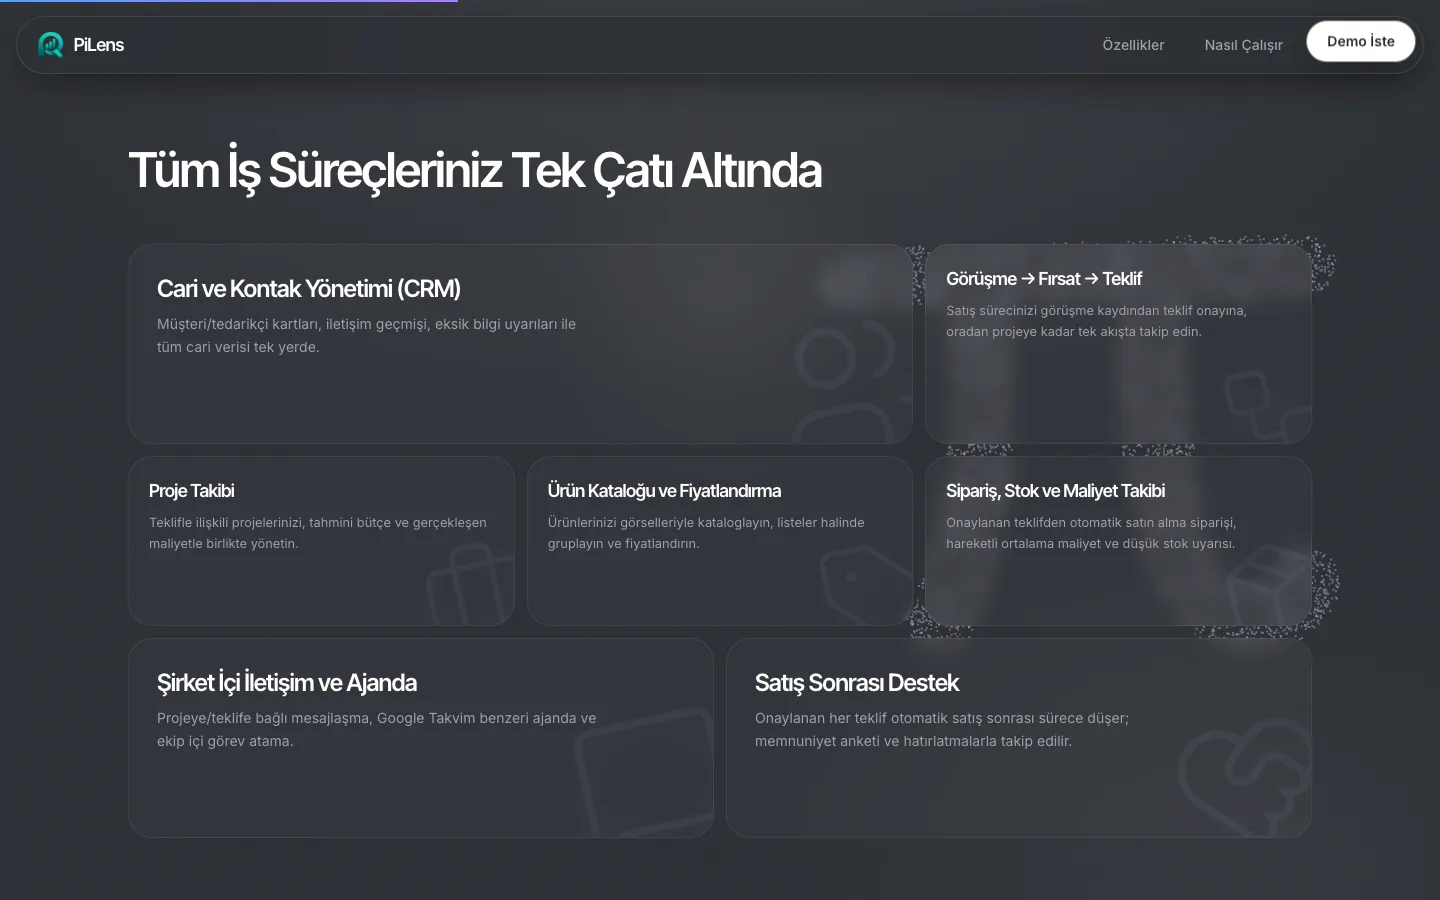 PiLens
Özellikler
Nasıl Çalışır
Demo İste
Tüm İş Süreçleriniz Tek Çatı Altında
Cari ve Kontak Yönetimi (CRM)
Müşteri/tedarikçi kartları, iletişim geçmişi, eksik bilgi uyarıları ile
tüm cari verisi tek yerde.
Görüşme → Fırsat → Teklif
Satış sürecinizi görüşme kaydından teklif onayına,
oradan projeye kadar tek akışta takip edin.
Proje Takibi
Teklifle ilişkili projelerinizi, tahmini bütçe ve gerçekleşen
maliyetle birlikte yönetin.
Ürün Kataloğu ve Fiyatlandırma
Ürünlerinizi görselleriyle kataloglayın, listeler halinde
gruplayın ve fiyatlandırın.
Sipariş, Stok ve Maliyet Takibi
Onaylanan teklifden otomatik satın alma siparişi,
hareketli ortalama maliyet ve düşük stok uyarısı.
Şirket İçi İletişim ve Ajanda
Projeye/teklife bağlı mesajlaşma, Google Takvim benzeri ajanda ve
ekip içi görev atama.
Satış Sonrası Destek
Onaylanan her teklif otomatik satış sonrası sürece düşer;
memnuniyet anketi ve hatırlatmalarla takip edilir.